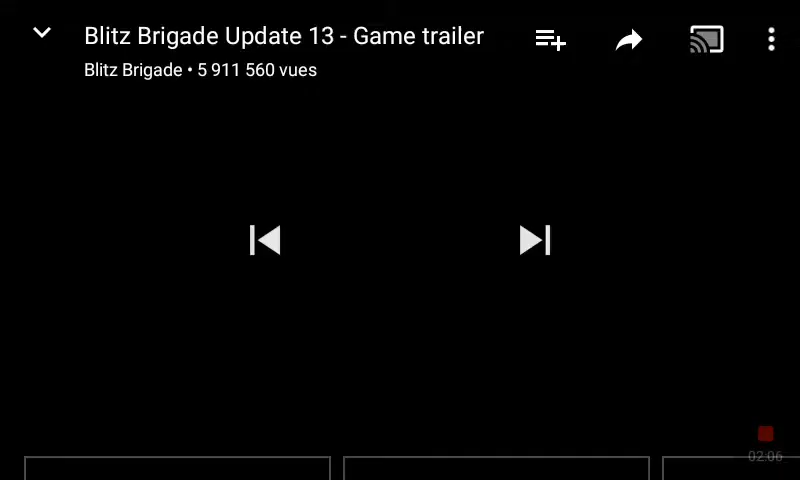 Blitz Brigade Update 13 - Game trailer
Blitz Brigade • 5 911 560 vues
02:06